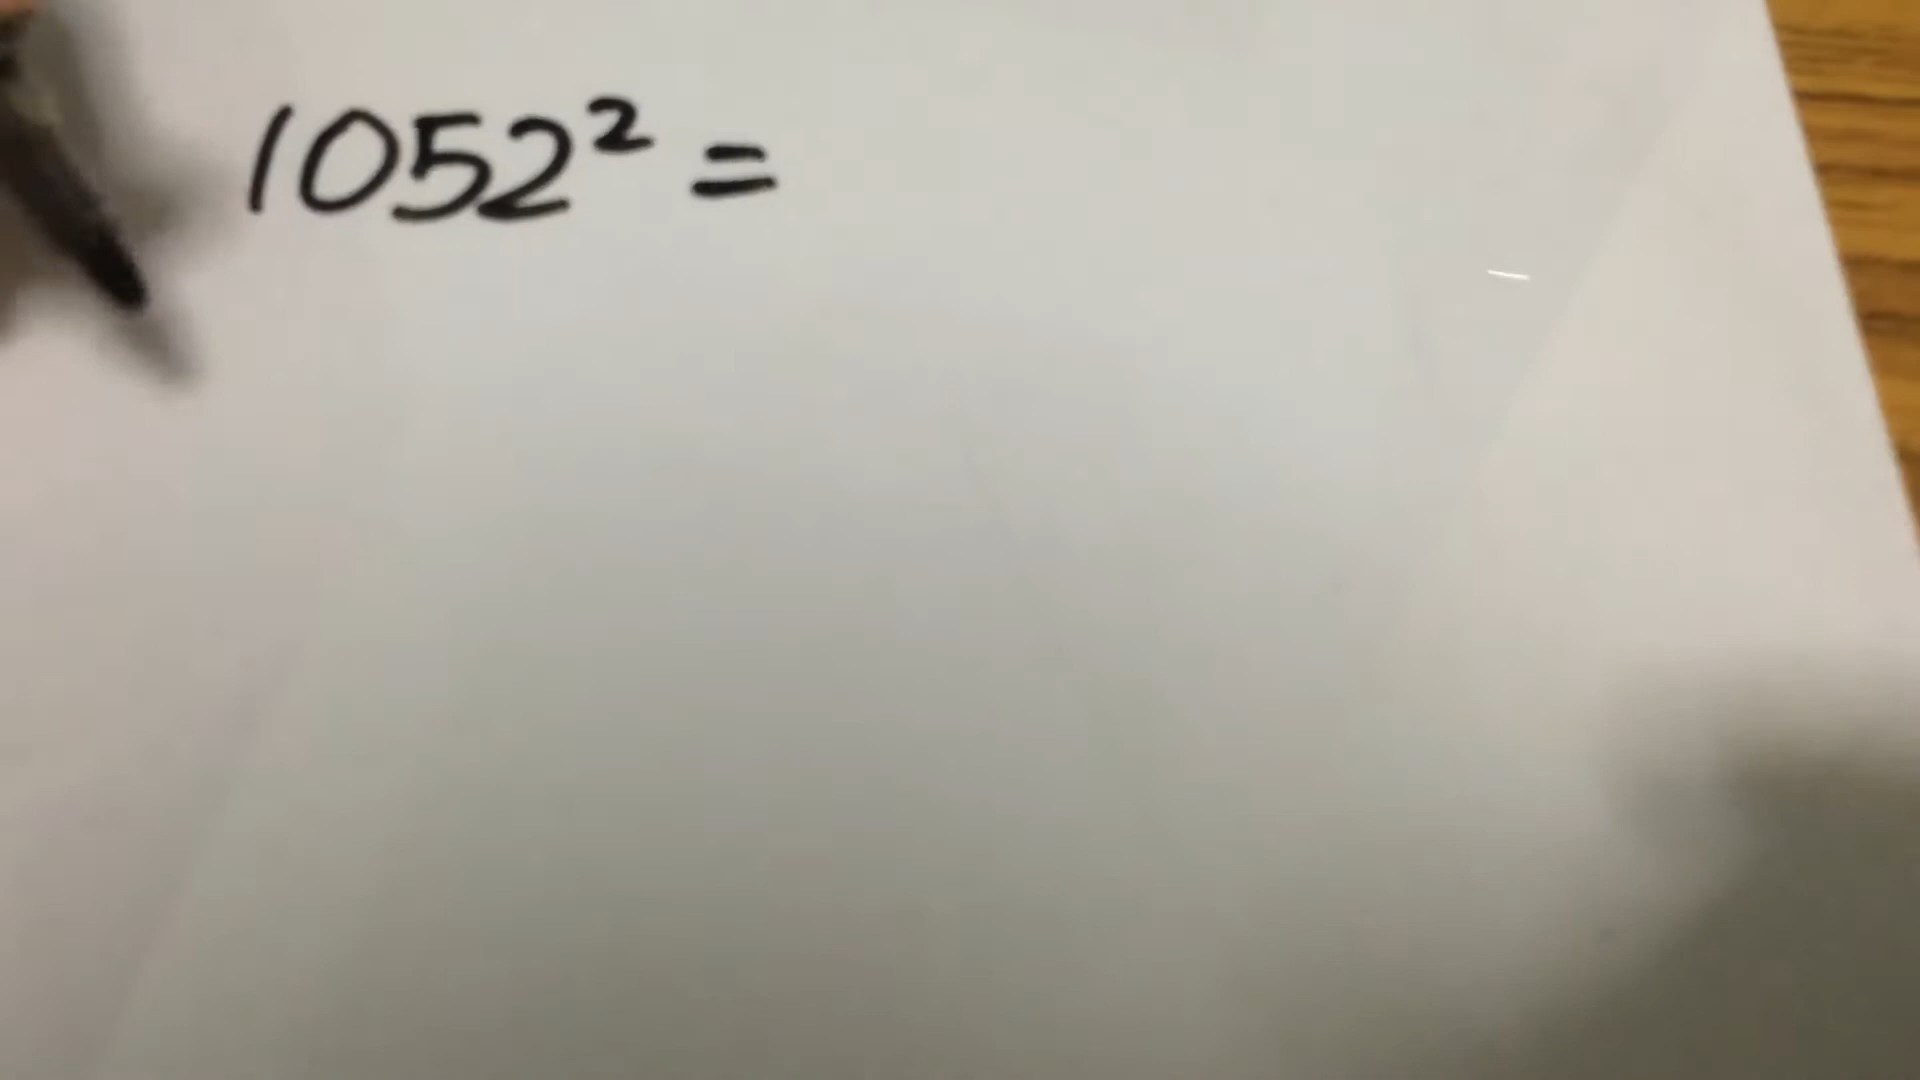 1052² =